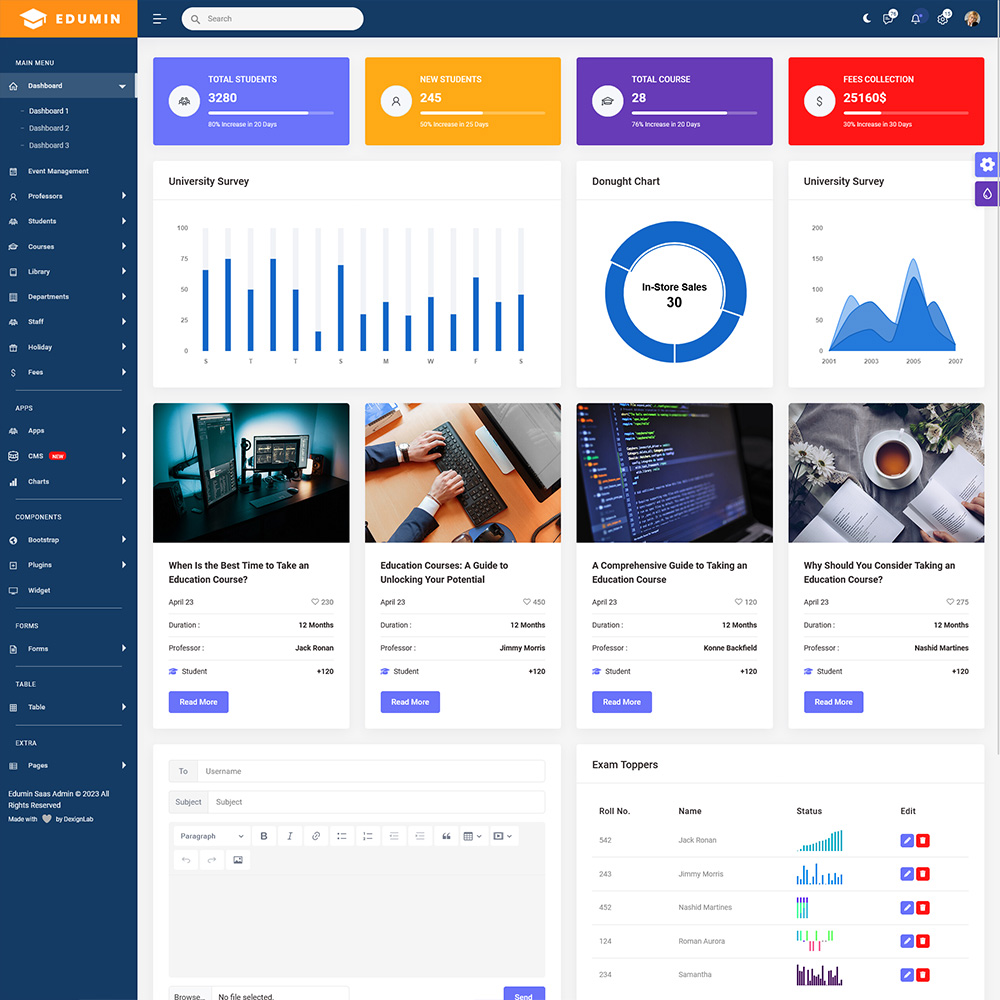 EDUMIN
Search
76
15
MAIN MENU
Dashboard
Dashboard 1
Dashboard 2
Dashboard 3
Event Management
Professors
Students
Courses
Library
Departments
Staff
Holiday
Fees
APPS
Apps
CMS NEW
Charts
COMPONENTS
Bootstrap
Plugins
Widget
FORMS
Forms
TABLE
Table
EXTRA
Pages
Edumin Saas Admin © 2023 All
Rights Reserved
Made with by DexignLab
TOTAL STUDENTS
3280
80% Increase in 20 Days
NEW STUDENTS
245
50% Increase in 25 Days
TOTAL COURSE
28
76% Increase in 20 Days
FEES COLLECTION
25160$
30% Increase in 30 Days
University Survey
100
75
50
25
0
S T T S M W F S
Donught Chart
In-Store Sales
30
University Survey
200
150
100
50
0
2001 2003 2005 2007
When Is the Best Time to Take an
Education Course?
April 23 230
Duration : 12 Months
Professor : Jack Ronan
Student +120
Read More
Education Courses: A Guide to
Unlocking Your Potential
April 23 450
Duration : 12 Months
Professor : Jimmy Morris
Student +120
Read More
A Comprehensive Guide to Taking an
Education Course
April 23 120
Duration : 12 Months
Professor : Konne Backfield
Student +120
Read More
Why Should You Consider Taking an
Education Course?
April 23 275
Duration : 12 Months
Professor : Nashid Martines
Student +120
Read More
To Username
Subject Subject
Paragraph B I
Browse... No file selected.
Send
Exam Toppers
Roll No. Name Status Edit
542 Jack Ronan
243 Jimmy Morris
452 Nashid Martines
124 Roman Aurora
234 Samantha